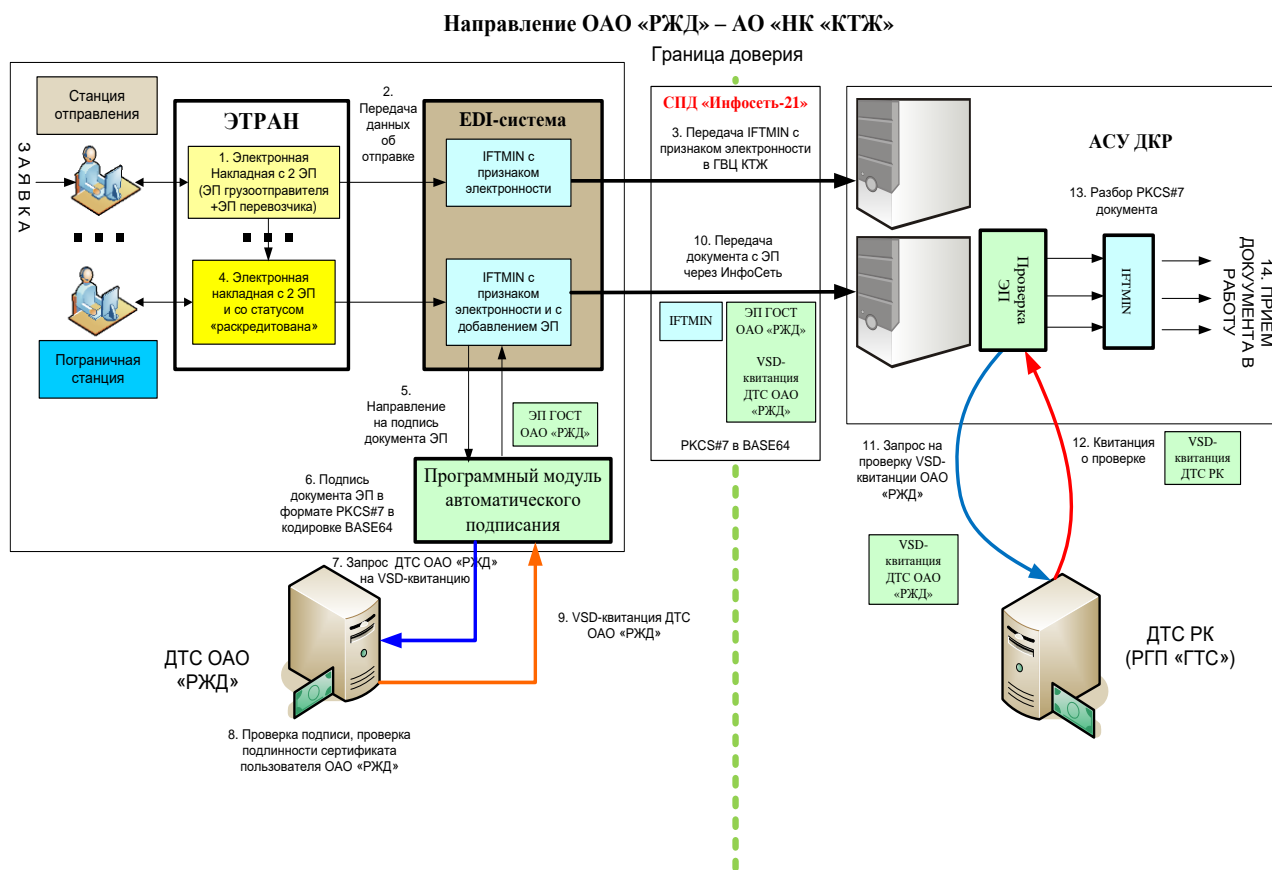 Направление ОАО «РЖД» – АО «НК «КТЖ»
Граница доверия
Станция
отправления
ЗАЯВКА
ЭТРАН
1. Электронная
Накладная с 2 ЭП
(ЭП грузоотправителя
+ЭП перевозчика)
4. Электронная
накладная с 2 ЭП
и со статусом
«раскредитована»
Пограничная
станция
2.
Передача
данных
об
отправке
EDI-система
IFTMIN с
признаком
электронности
IFTMIN с
признаком
электронности и с
добавлением ЭП
5.
Направление
на подпись
документа ЭП
ЭП ГОСТ
ОАО «РЖД»
6. Подпись
документа ЭП в
формате PKCS#7 в
кодировке BASE64
Программный модуль
автоматического
подписания
7. Запрос ДТС ОАО «РЖД»
на VSD-квитанцию
9. VSD-квитанция ДТС
ОАО «РЖД»
ДТС ОАО
«РЖД»
8. Проверка подписи, проверка
подлинности сертификата
пользователя ОАО «РЖД»
СПД «Инфосеть-21»
3. Передача IFTMIN с
признаком электронности
в ГВЦ КТЖ
10. Передача
документа с ЭП
через ИнфоСеть
IFTMIN
ЭП ГОСТ
ОАО «РЖД»
VSD-
квитанция
ДТС ОАО
«РЖД»
PKCS#7 в BASE64
АСУ ДКР
13. Разбор PKCS#7
документа
Проверка
ПЄ
IFTMIN
14. ПРИЕМ
ДОКУМЕНТА В
РАБОТУ
11. Запрос на
проверку VSD-
квитанции ОАО
«РЖД»
12. Квитанция
о проверке
VSD-
квитанция
ДТС РК
VSD-
квитанция
ДТС ОАО
«РЖД»
ДТС РК
(РГП «ГТС»)